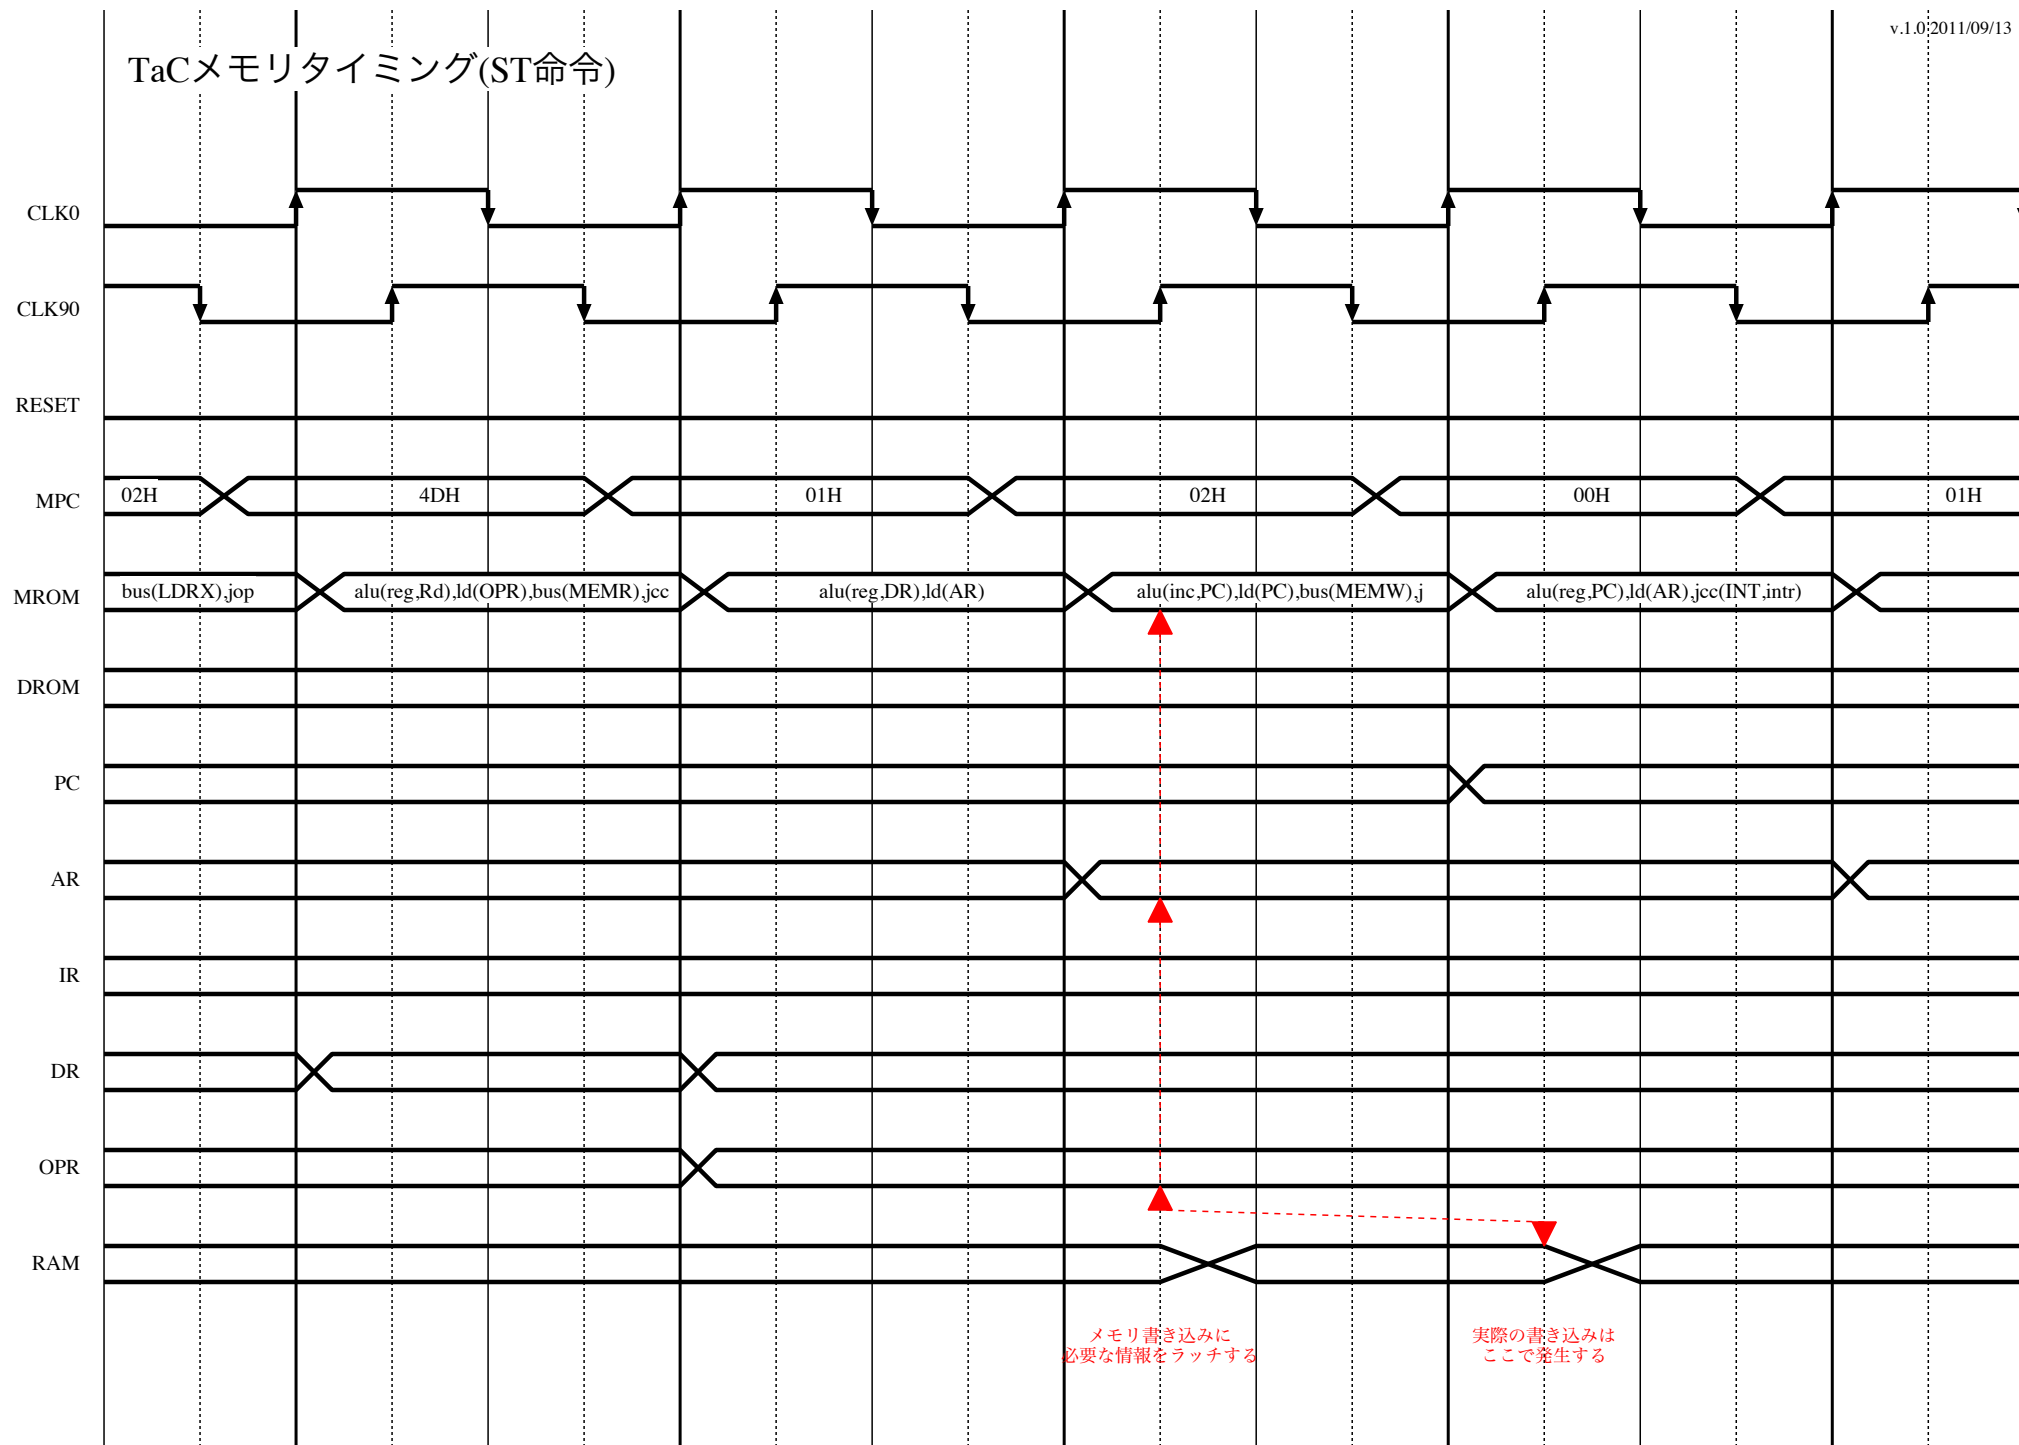 v.1.0 2011/09/13
TaCメモリタイミング(ST命令)
CLK0
CLK90
RESET
MPC
02H
4DH
01H
02H
00H
01H
MROM
bus(LDRX),jop
alu(reg,Rd),ld(OPR),bus(MEMR),jcc
alu(reg,DR),ld(AR)
alu(inc,PC),ld(PC),bus(MEMW),j
alu(reg,PC),ld(AR),jcc(INT,intr)
DROM
PC
AR
IR
DR
OPR
RAM
メモリ書き込みに
必要な情報をラッチする
実際の書き込みは
ここで発生する